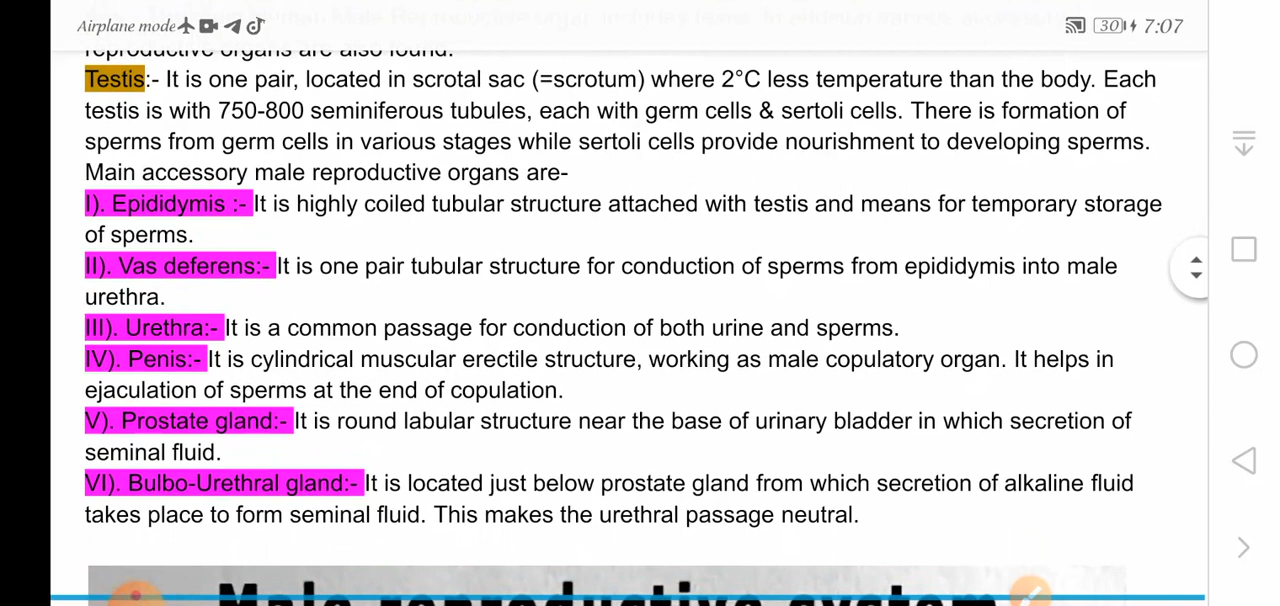 Airplane mode 30 7:07
reproductive organs are also found.
Testis:- It is one pair, located in scrotal sac (=scrotum) where 2°C less temperature than the body. Each
testis is with 750-800 seminiferous tubules, each with germ cells & sertoli cells. There is formation of
sperms from germ cells in various stages while sertoli cells provide nourishment to developing sperms.
Main accessory male reproductive organs are-
I). Epididymis :- It is highly coiled tubular structure attached with testis and means for temporary storage
of sperms.
II). Vas deferens:- It is one pair tubular structure for conduction of sperms from epididymis into male
urethra.
III). Urethra:- It is a common passage for conduction of both urine and sperms.
IV). Penis:- It is cylindrical muscular erectile structure, working as male copulatory organ. It helps in
ejaculation of sperms at the end of copulation.
V). Prostate gland:- It is round labular structure near the base of urinary bladder in which secretion of
seminal fluid.
VI). Bulbo-Urethral gland:- It is located just below prostate gland from which secretion of alkaline fluid
takes place to form seminal fluid. This makes the urethral passage neutral.
Male reproductive system